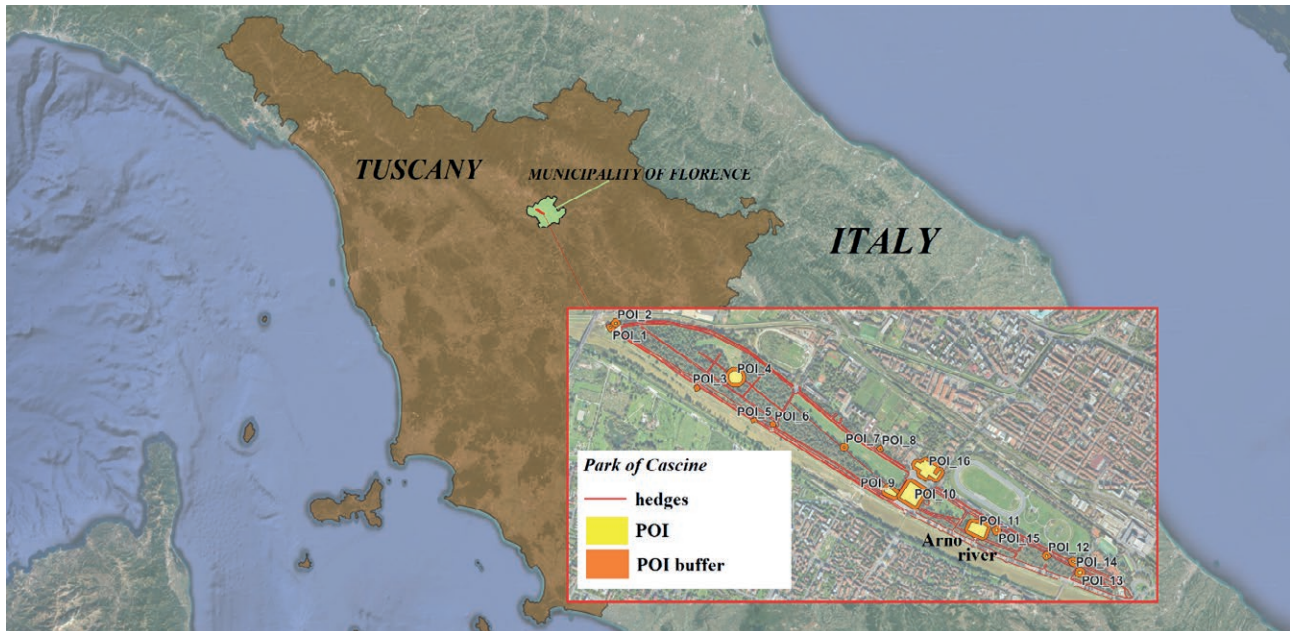 TUSCANY
MUNICIPALITY OF FLORENCE
ITALY
POI_2
POI_1
POI_3
POI_4
POI_5
POI_6
POI_7
POI_8
POI_16
POI_9
POI_10
POI_11
POI_15
Arno
river
POI_12
POI_14
POI_13
Park of Cascine
hedges
POI
POI buffer